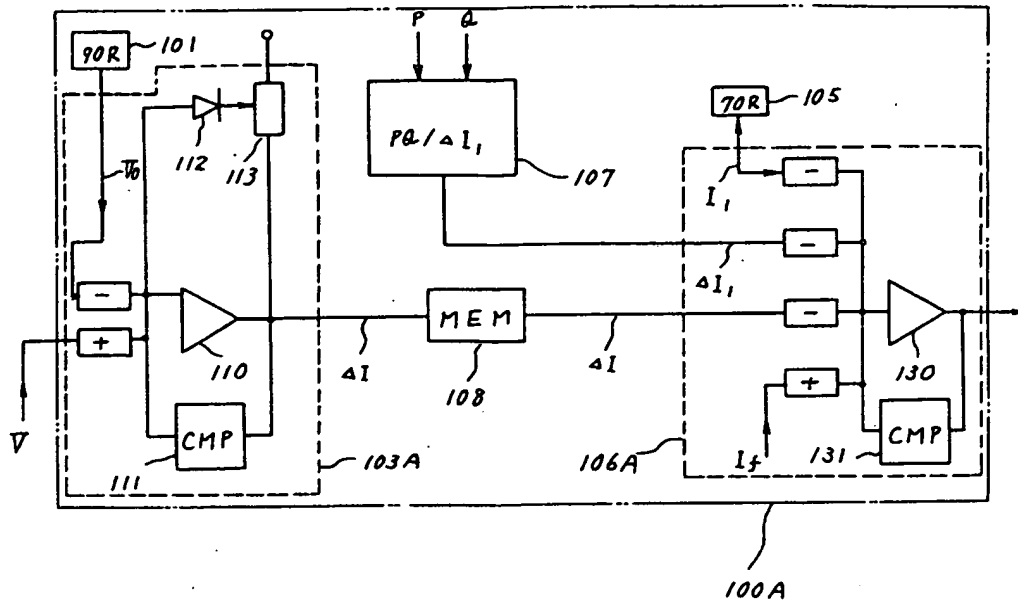 P Q
90R 101
70R 105
112
113
PQ/ΔI₁
107
V₀
I₁
-
-
ΔI₁
-
MEM
-
+
110
ΔI
108
ΔI
130
+
V
CMP
111
103A
106A
I_f
CMP
131
100A